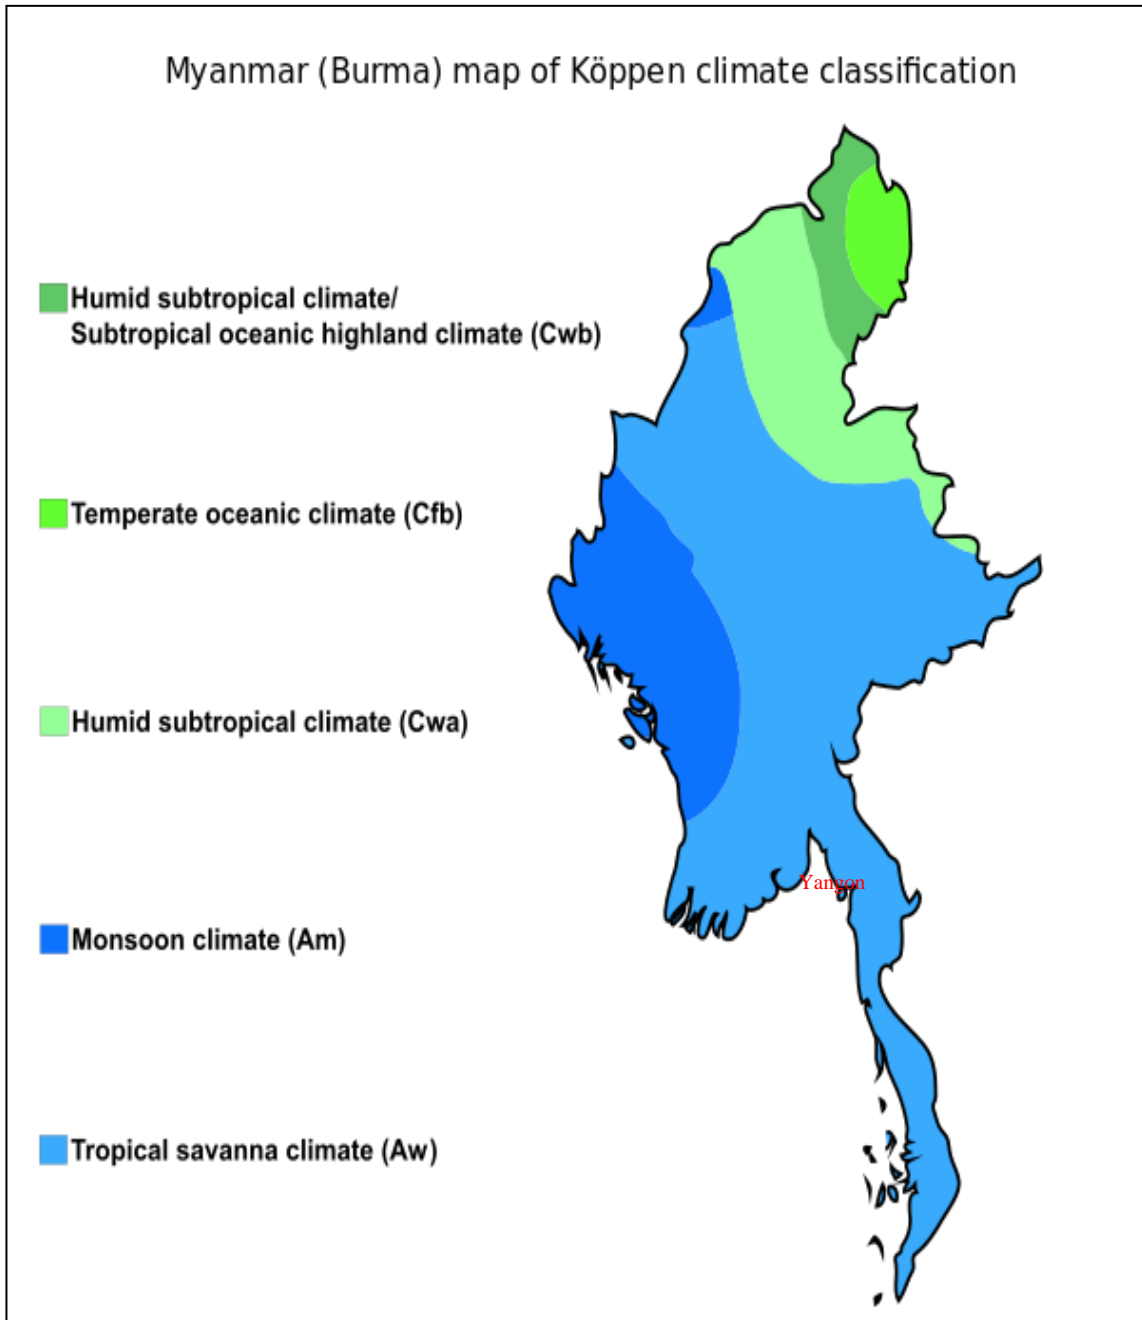 Myanmar (Burma) map of Köppen climate classification
Humid subtropical climate/
Subtropical oceanic highland climate (Cwb)
Temperate oceanic climate (Cfb)
Humid subtropical climate (Cwa)
Yangon
Monsoon climate (Am)
Tropical savanna climate (Aw)